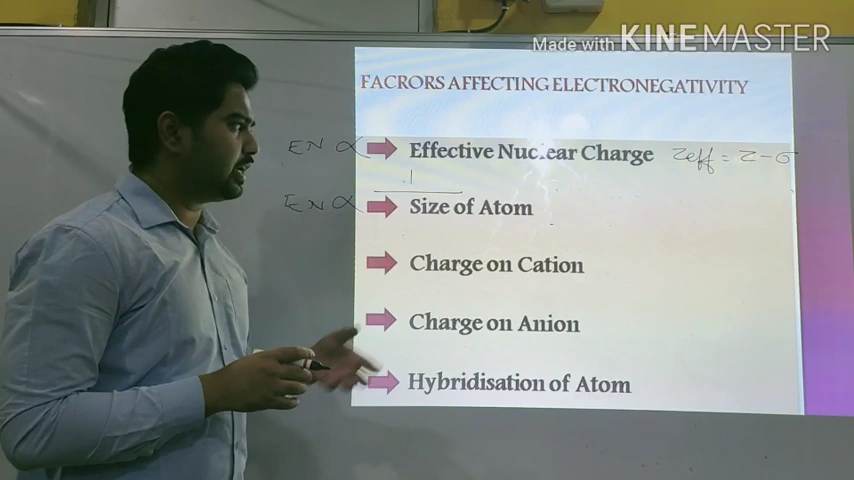 Made with KINEMASTER
FACRORS AFFECTING ELECTRONEGATIVITY
EN ∝ Effective Nuclear Charge Zeff = Z - σ
1
EN ∝ Size of Atom
Charge on Cation
Charge on Anion
Hybridisation of Atom